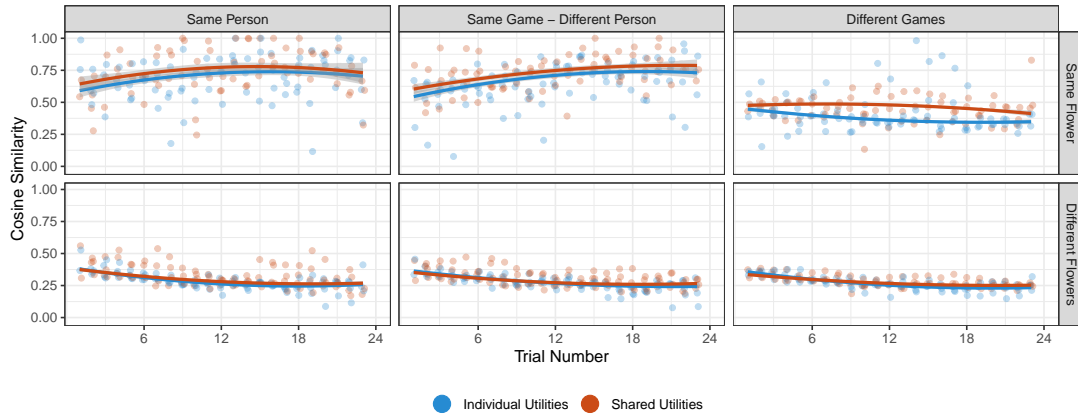 Same Person
Same Game − Different Person
Different Games
Same Flower
Different Flowers
Cosine Similarity
1.00
0.75
0.50
0.25
0.00
1.00
0.75
0.50
0.25
0.00
6
12
18
24
6
12
18
24
6
12
18
24
Trial Number
Individual Utilities
Shared Utilities